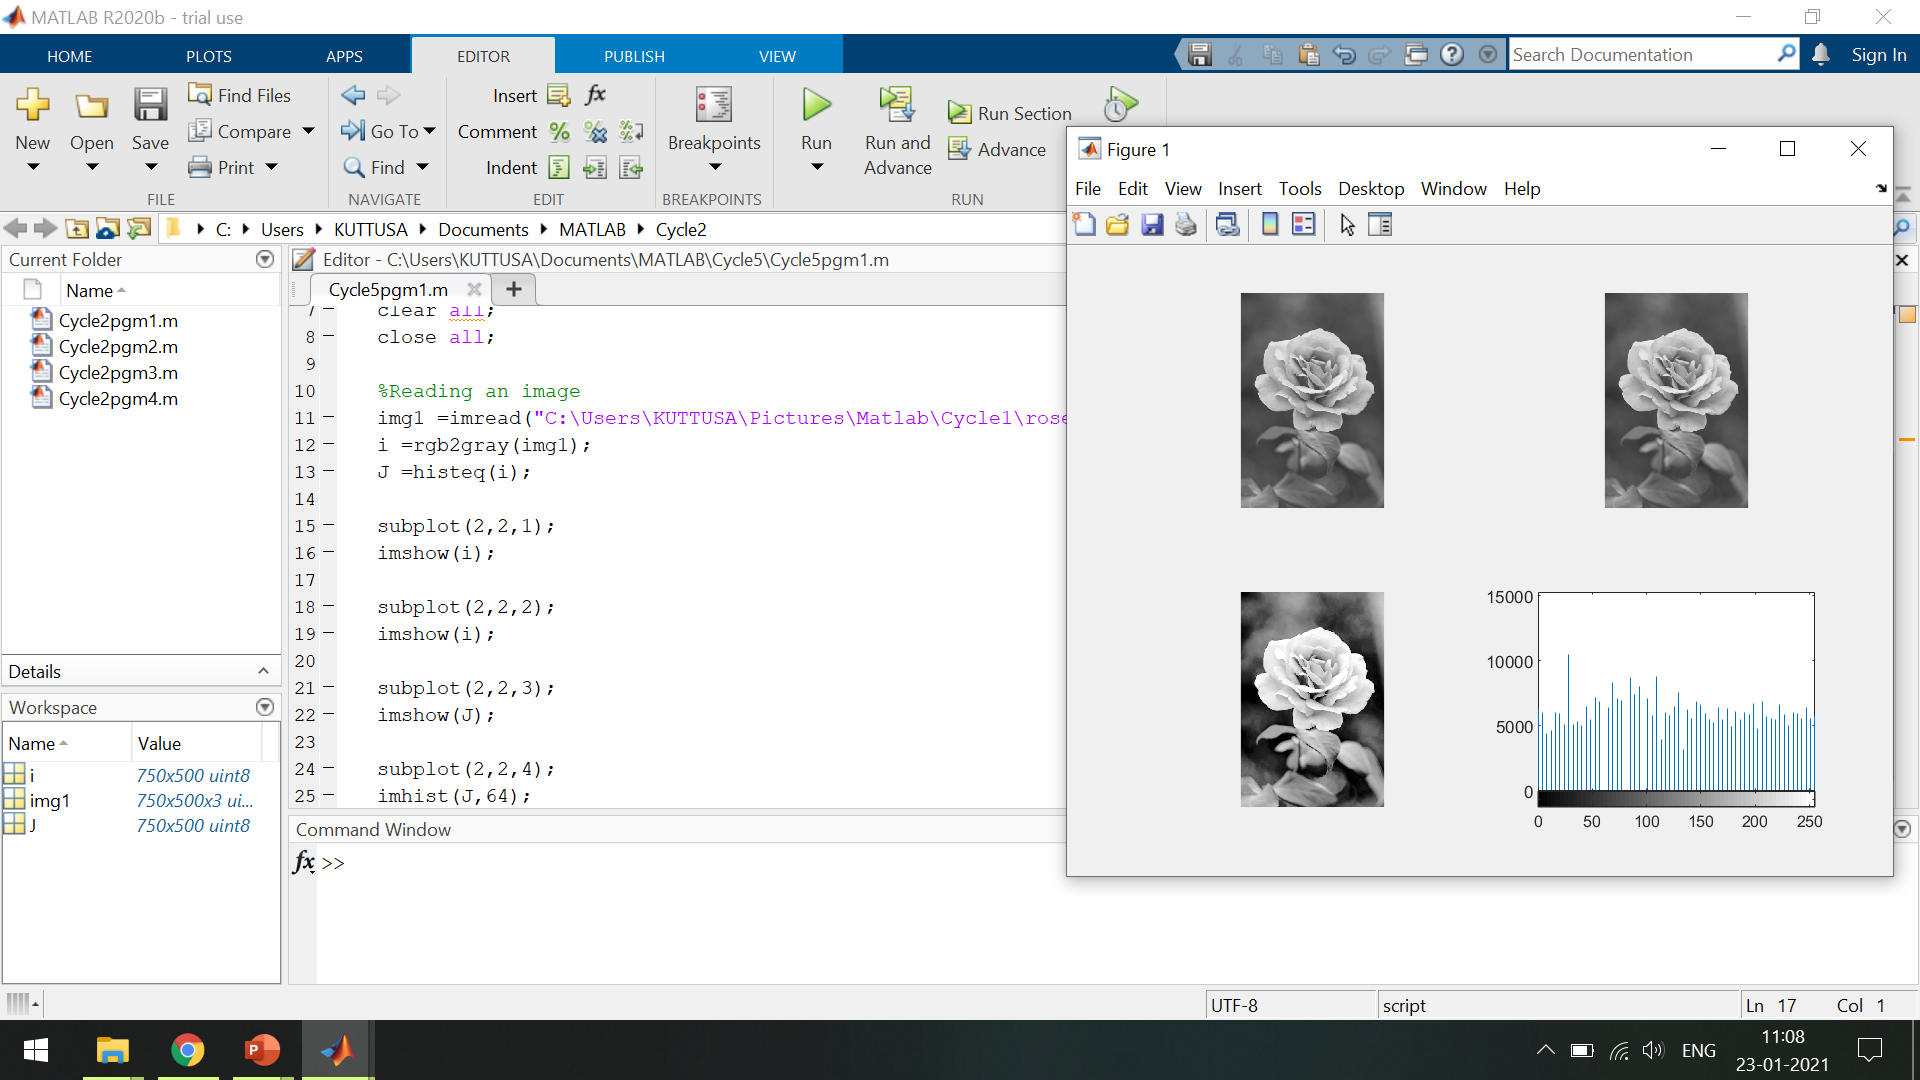 MATLAB R2020b - trial use
HOME PLOTS APPS EDITOR PUBLISH VIEW
Search Documentation
Sign In
New
Open
Save
Find Files
Compare
Print
FILE
Go To
Find
NAVIGATE
Insert
Comment
Indent
EDIT
Breakpoints
BREAKPOINTS
Run
Run and
Advance
Run Section
Advance
RUN
C: Users KUTTUSA Documents MATLAB Cycle2
Current Folder
Name
Cycle2pgm1.m
Cycle2pgm2.m
Cycle2pgm3.m
Cycle2pgm4.m
Details
Workspace
Name Value
i 750x500 uint8
img1 750x500x3 ui...
J 750x500 uint8
Editor - C:\Users\KUTTUSA\Documents\MATLAB\Cycle5\Cycle5pgm1.m
Cycle5pgm1.m
7 clear all;
8 close all;
9
10 %Reading an image
11 img1 =imread("C:\Users\KUTTUSA\Pictures\Matlab\Cycle1\rose
12 i =rgb2gray(img1);
13 J =histeq(i);
14
15 subplot(2,2,1);
16 imshow(i);
17
18 subplot(2,2,2);
19 imshow(i);
20
21 subplot(2,2,3);
22 imshow(J);
23
24 subplot(2,2,4);
25 imhist(J,64);
Command Window
fx >>
Figure 1
File Edit View Insert Tools Desktop Window Help
15000
10000
5000
0
0 50 100 150 200 250
UTF-8
script
Ln 17 Col 1
ENG
11:08
23-01-2021